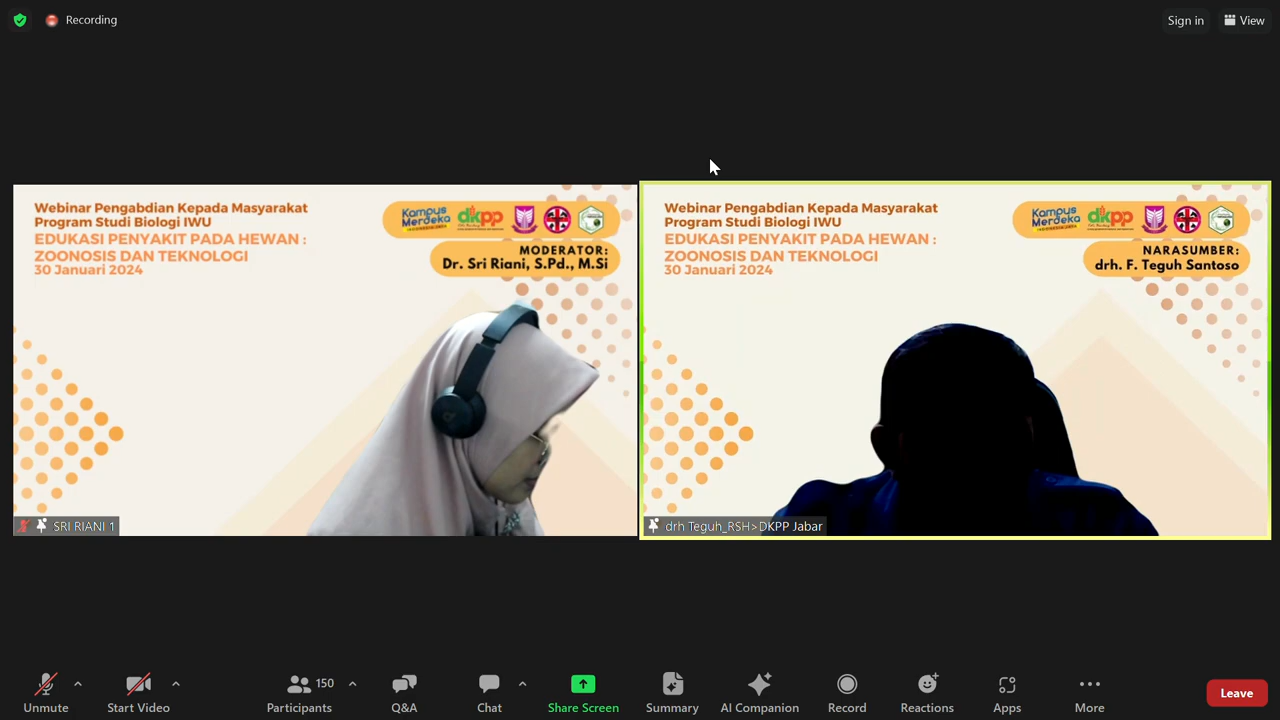 Recording
Sign in
View
Webinar Pengabdian Kepada Masyarakat
Program Studi Biologi IWU
EDUKASI PENYAKIT PADA HEWAN :
ZOONOSIS DAN TEKNOLOGI
30 Januari 2024
Kampus
Merdeka
INDONESIA JAYA
dkpp
MODERATOR:
Dr. Sri Riani, S.Pd., M.Si
SRI RIANI 1
Webinar Pengabdian Kepada Masyarakat
Program Studi Biologi IWU
EDUKASI PENYAKIT PADA HEWAN :
ZOONOSIS DAN TEKNOLOGI
30 Januari 2024
Kampus
Merdeka
INDONESIA JAYA
dkpp
NARASUMBER:
drh. F. Teguh Santoso
drh Teguh_RSH>DKPP Jabar
Unmute
Start Video
150
Participants
Q&A
Chat
Share Screen
Summary
AI Companion
Record
Reactions
Apps
More
Leave